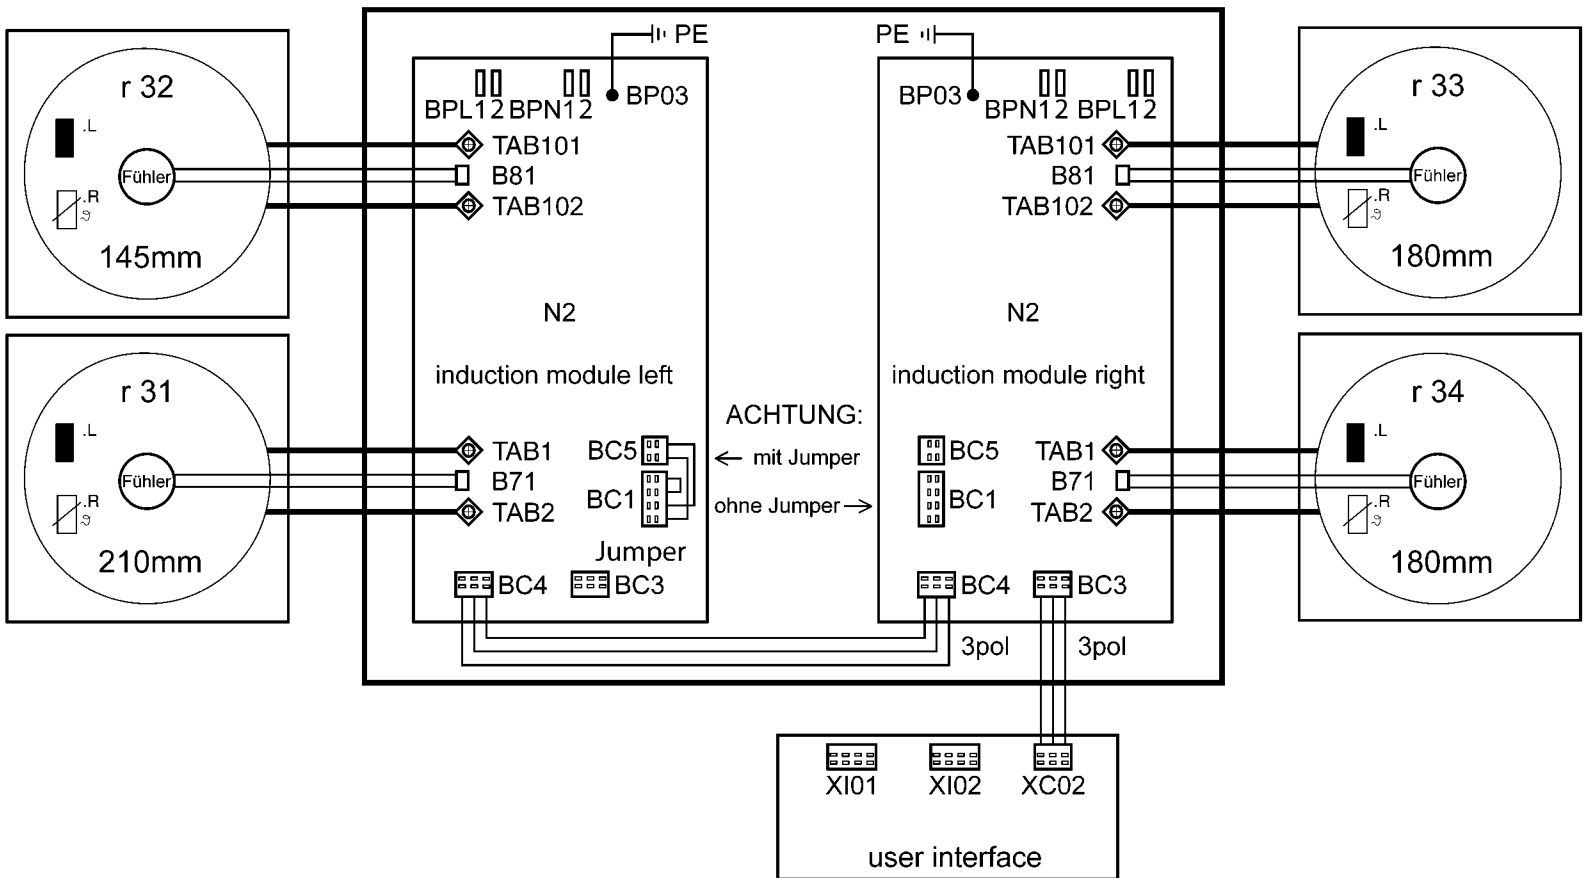 PE
PE
r 32
.L
Fühler
.R
ϑ
145mm
BPL12 BPN12
BP03
TAB101
B81
TAB102
N2
induction module left
BP03
BPN12 BPL12
TAB101
B81
TAB102
N2
induction module right
r 33
.L
Fühler
.R
ϑ
180mm
r 31
.L
Fühler
.R
ϑ
210mm
TAB1
B71
TAB2
BC5
BC1
Jumper
BC4
BC3
ACHTUNG:
← mit Jumper
ohne Jumper →
BC5
BC1
TAB1
B71
TAB2
BC4
BC3
r 34
.L
Fühler
.R
ϑ
180mm
3pol
3pol
XI01
XI02
XC02
user interface